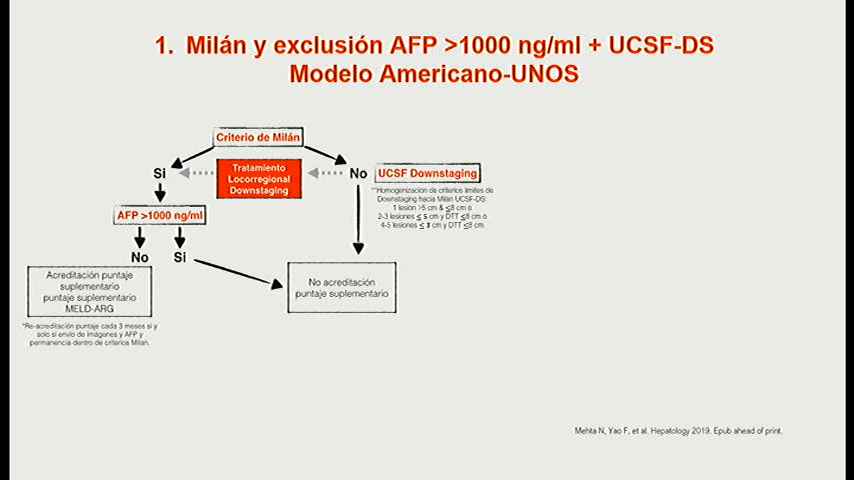 1. Milán y exclusión AFP >1000 ng/ml + UCSF-DS
Modelo Americano-UNOS
Criterio de Milán
Si
Tratamiento
Locorregional
Downstaging
No
UCSF Downstaging
**Homogenización de criterios límites de
Downstaging hacia Milan UCSF-DS:
1 lesión >5 cm & ≤8 cm o
2-3 lesiones ≤ 5 cm y DTT ≤8 cm o
4-5 lesiones ≤ 3 cm y DTT ≤8 cm
AFP >1000 ng/ml
No
Si
Acreditación puntaje
suplementario
puntaje suplementario
MELD-ARG
No acreditación
puntaje suplementario
*Re-acreditación puntaje cada 3 meses si y
solo si envío de imágenes y AFP y
permanencia dentro de criterios Milan.
Mehta N, Yao F, et al. Hepatology 2019. Epub ahead of print.